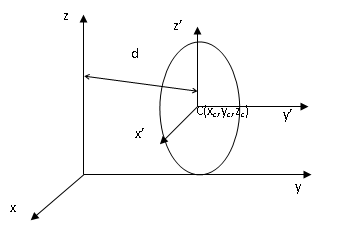 z
z′
d
C(xc, yc, zc)
y′
x′
y
x